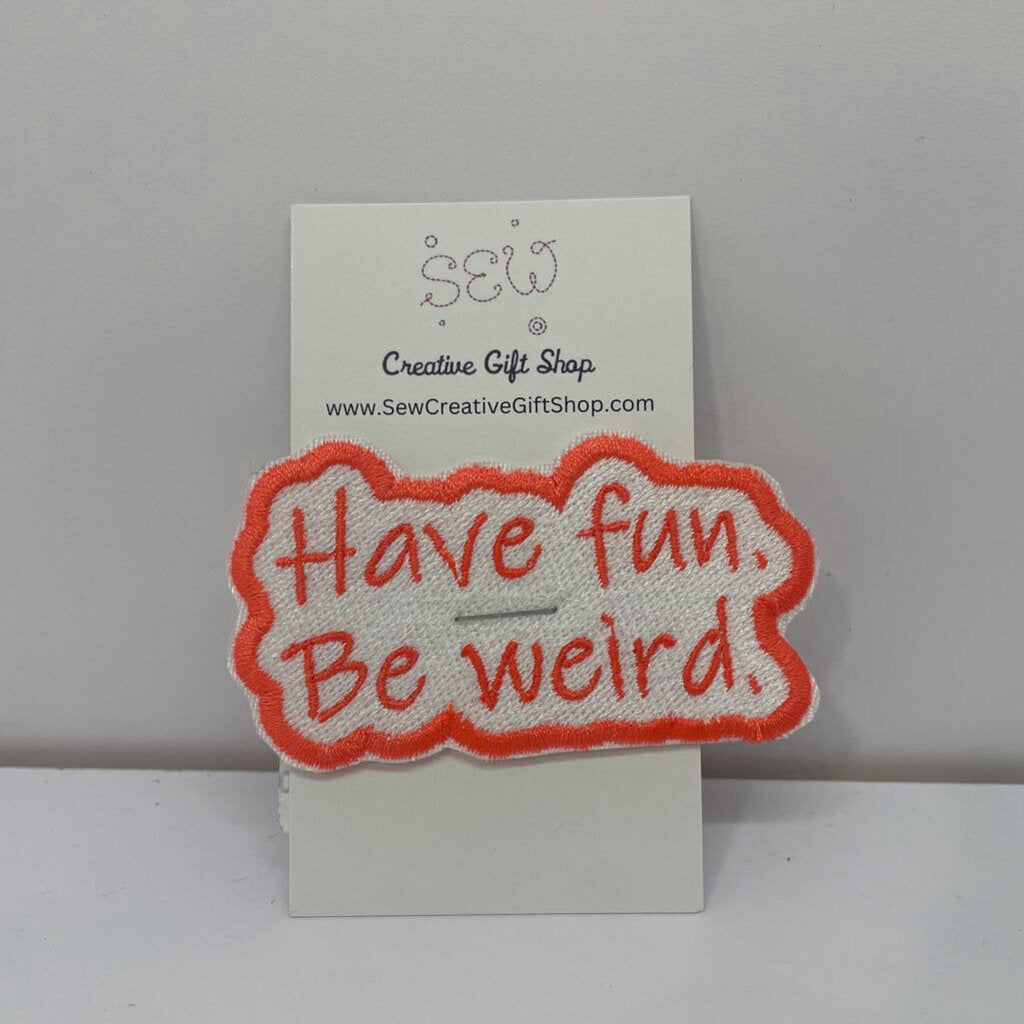 SEW
Creative Gift Shop
www.SewCreativeGiftShop.com
Have fun.
Be weird.